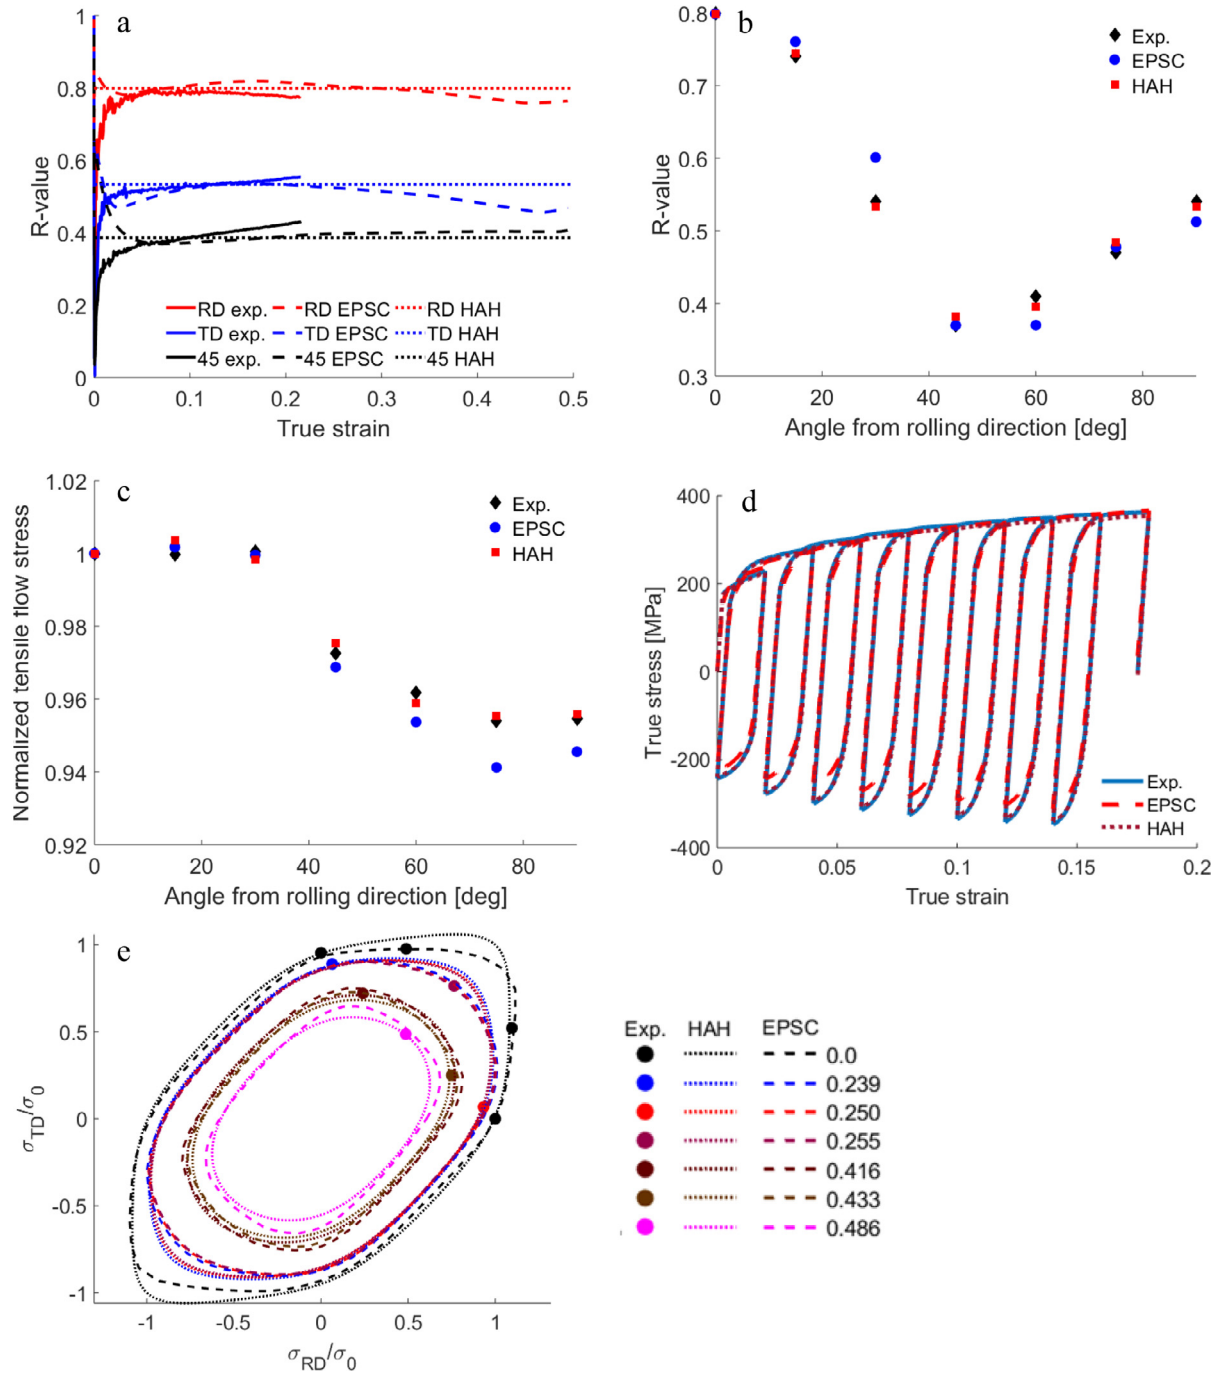 a
1
0.8
0.6
0.4
0.2
0
R-value
RD exp.
RD EPSC
RD HAH
TD exp.
TD EPSC
TD HAH
45 exp.
45 EPSC
45 HAH
0
0.1
0.2
0.3
0.4
0.5
True strain
b
0.8
0.7
0.6
0.5
0.4
0.3
R-value
Exp.
EPSC
HAH
0
20
40
60
80
Angle from rolling direction [deg]
c
1.02
1
0.98
0.96
0.94
0.92
Normalized tensile flow stress
Exp.
EPSC
HAH
0
20
40
60
80
Angle from rolling direction [deg]
d
400
200
0
-200
-400
True stress [MPa]
Exp.
EPSC
HAH
0
0.05
0.1
0.15
0.2
True strain
e
1
0.5
0
-0.5
-1
σTD/σ0
-1
-0.5
0
0.5
1
σRD/σ0
Exp. HAH EPSC
0.0
0.239
0.250
0.255
0.416
0.433
0.486